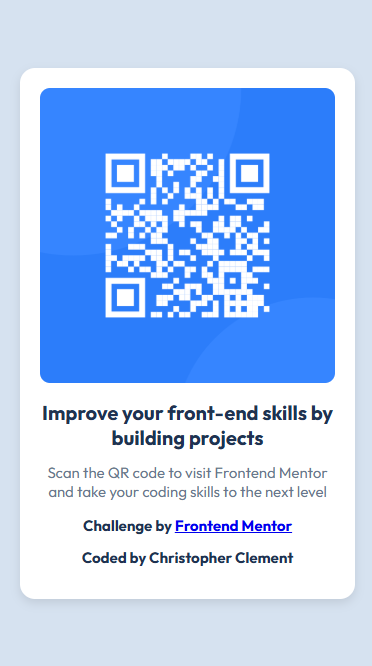 Improve your front-end skills by
building projects
Scan the QR code to visit Frontend Mentor
and take your coding skills to the next level
Challenge by Frontend Mentor
Coded by Christopher Clement